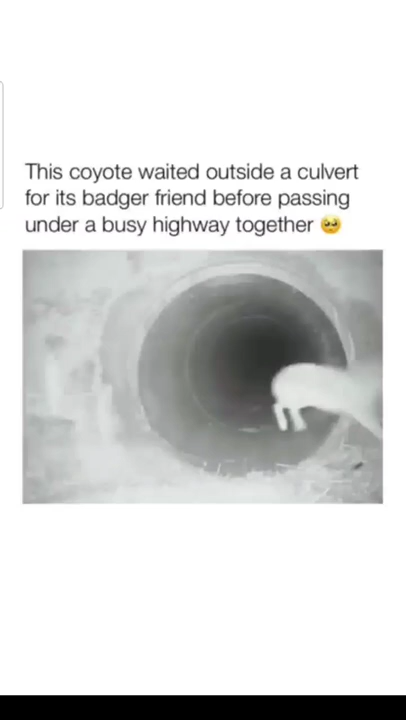 This coyote waited outside a culvert
for its badger friend before passing
under a busy highway together 🥺